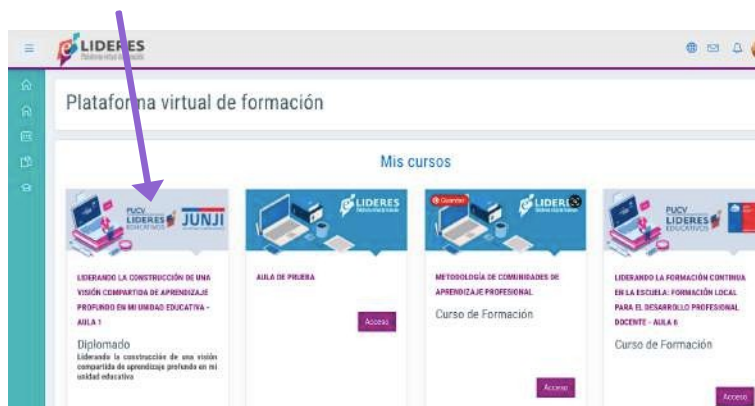 LIDERES
Plataforma virtual de formación
Mis cursos
PUCV
LIDERES
EDUCATIVOS
JUNJI
LIDERANDO LA CONSTRUCCIÓN DE UNA
VISIÓN COMPARTIDA DE APRENDIZAJE
PROFUNDO EN MI UNIDAD EDUCATIVA -
AULA 1
Diplomado
Liderando la construcción de una visión
compartida de aprendizaje profundo en mi
unidad educativa
LIDERES
AULA DE PRUEBA
Acceso
Guardar
LIDERES
METODOLOGÍA DE COMUNIDADES DE
APRENDIZAJE PROFESIONAL
Curso de Formación
Acceso
PUCV
LIDERES
EDUCATIVOS
LIDERANDO LA FORMACIÓN CONTINUA
EN LA ESCUELA: FORMACIÓN LOCAL
PARA EL DESARROLLO PROFESIONAL
DOCENTE - AULA 6
Curso de Formación
Acceso